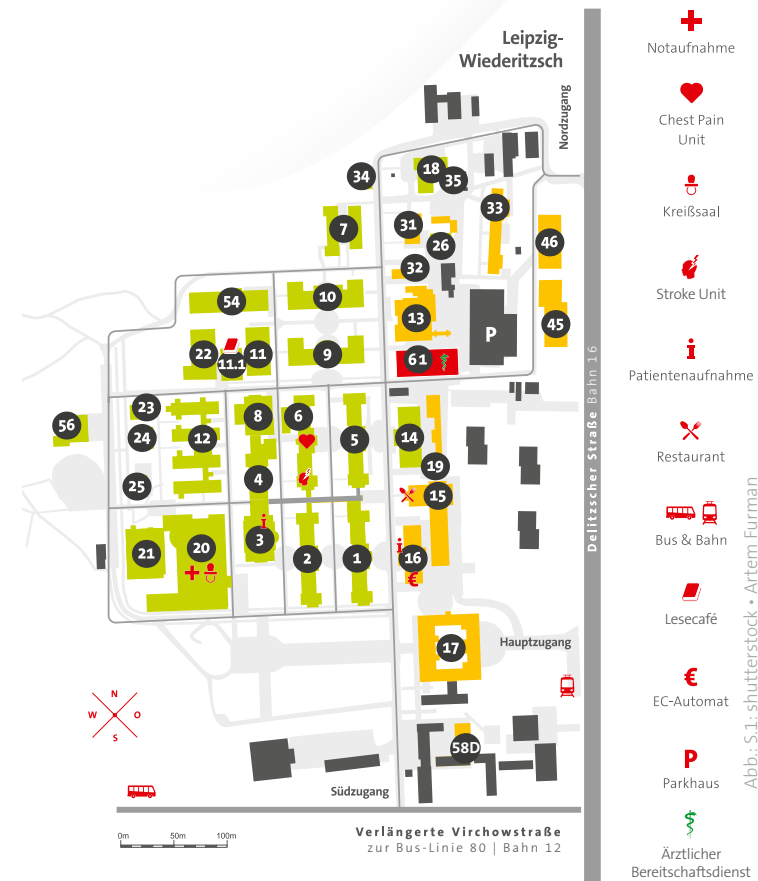 Leipzig-
Wiederitzsch
Nordzugang
34
18
35
7
31
33
26
46
32
54
10
13
45
P
22
11.1
11
9
61
56
23
24
25
12
8
6
5
14
4
19
15
i
21
20
3
2
1
i
16
€
Hauptzugang
17
N
W
O
S
58D
Südzugang
Delitzscher Straße Bahn 16
0m
50m
100m
Verlängerte Virchowstraße
zur Bus-Linie 80 | Bahn 12
Notaufnahme
Chest Pain
Unit
Kreißsaal
Stroke Unit
i
Patientenaufnahme
Restaurant
Bus & Bahn
Lesecafé
€
EC-Automat
P
Parkhaus
Ärztlicher
Bereitschaftsdienst
Abb.: S.1: shutterstock • Artem Furman